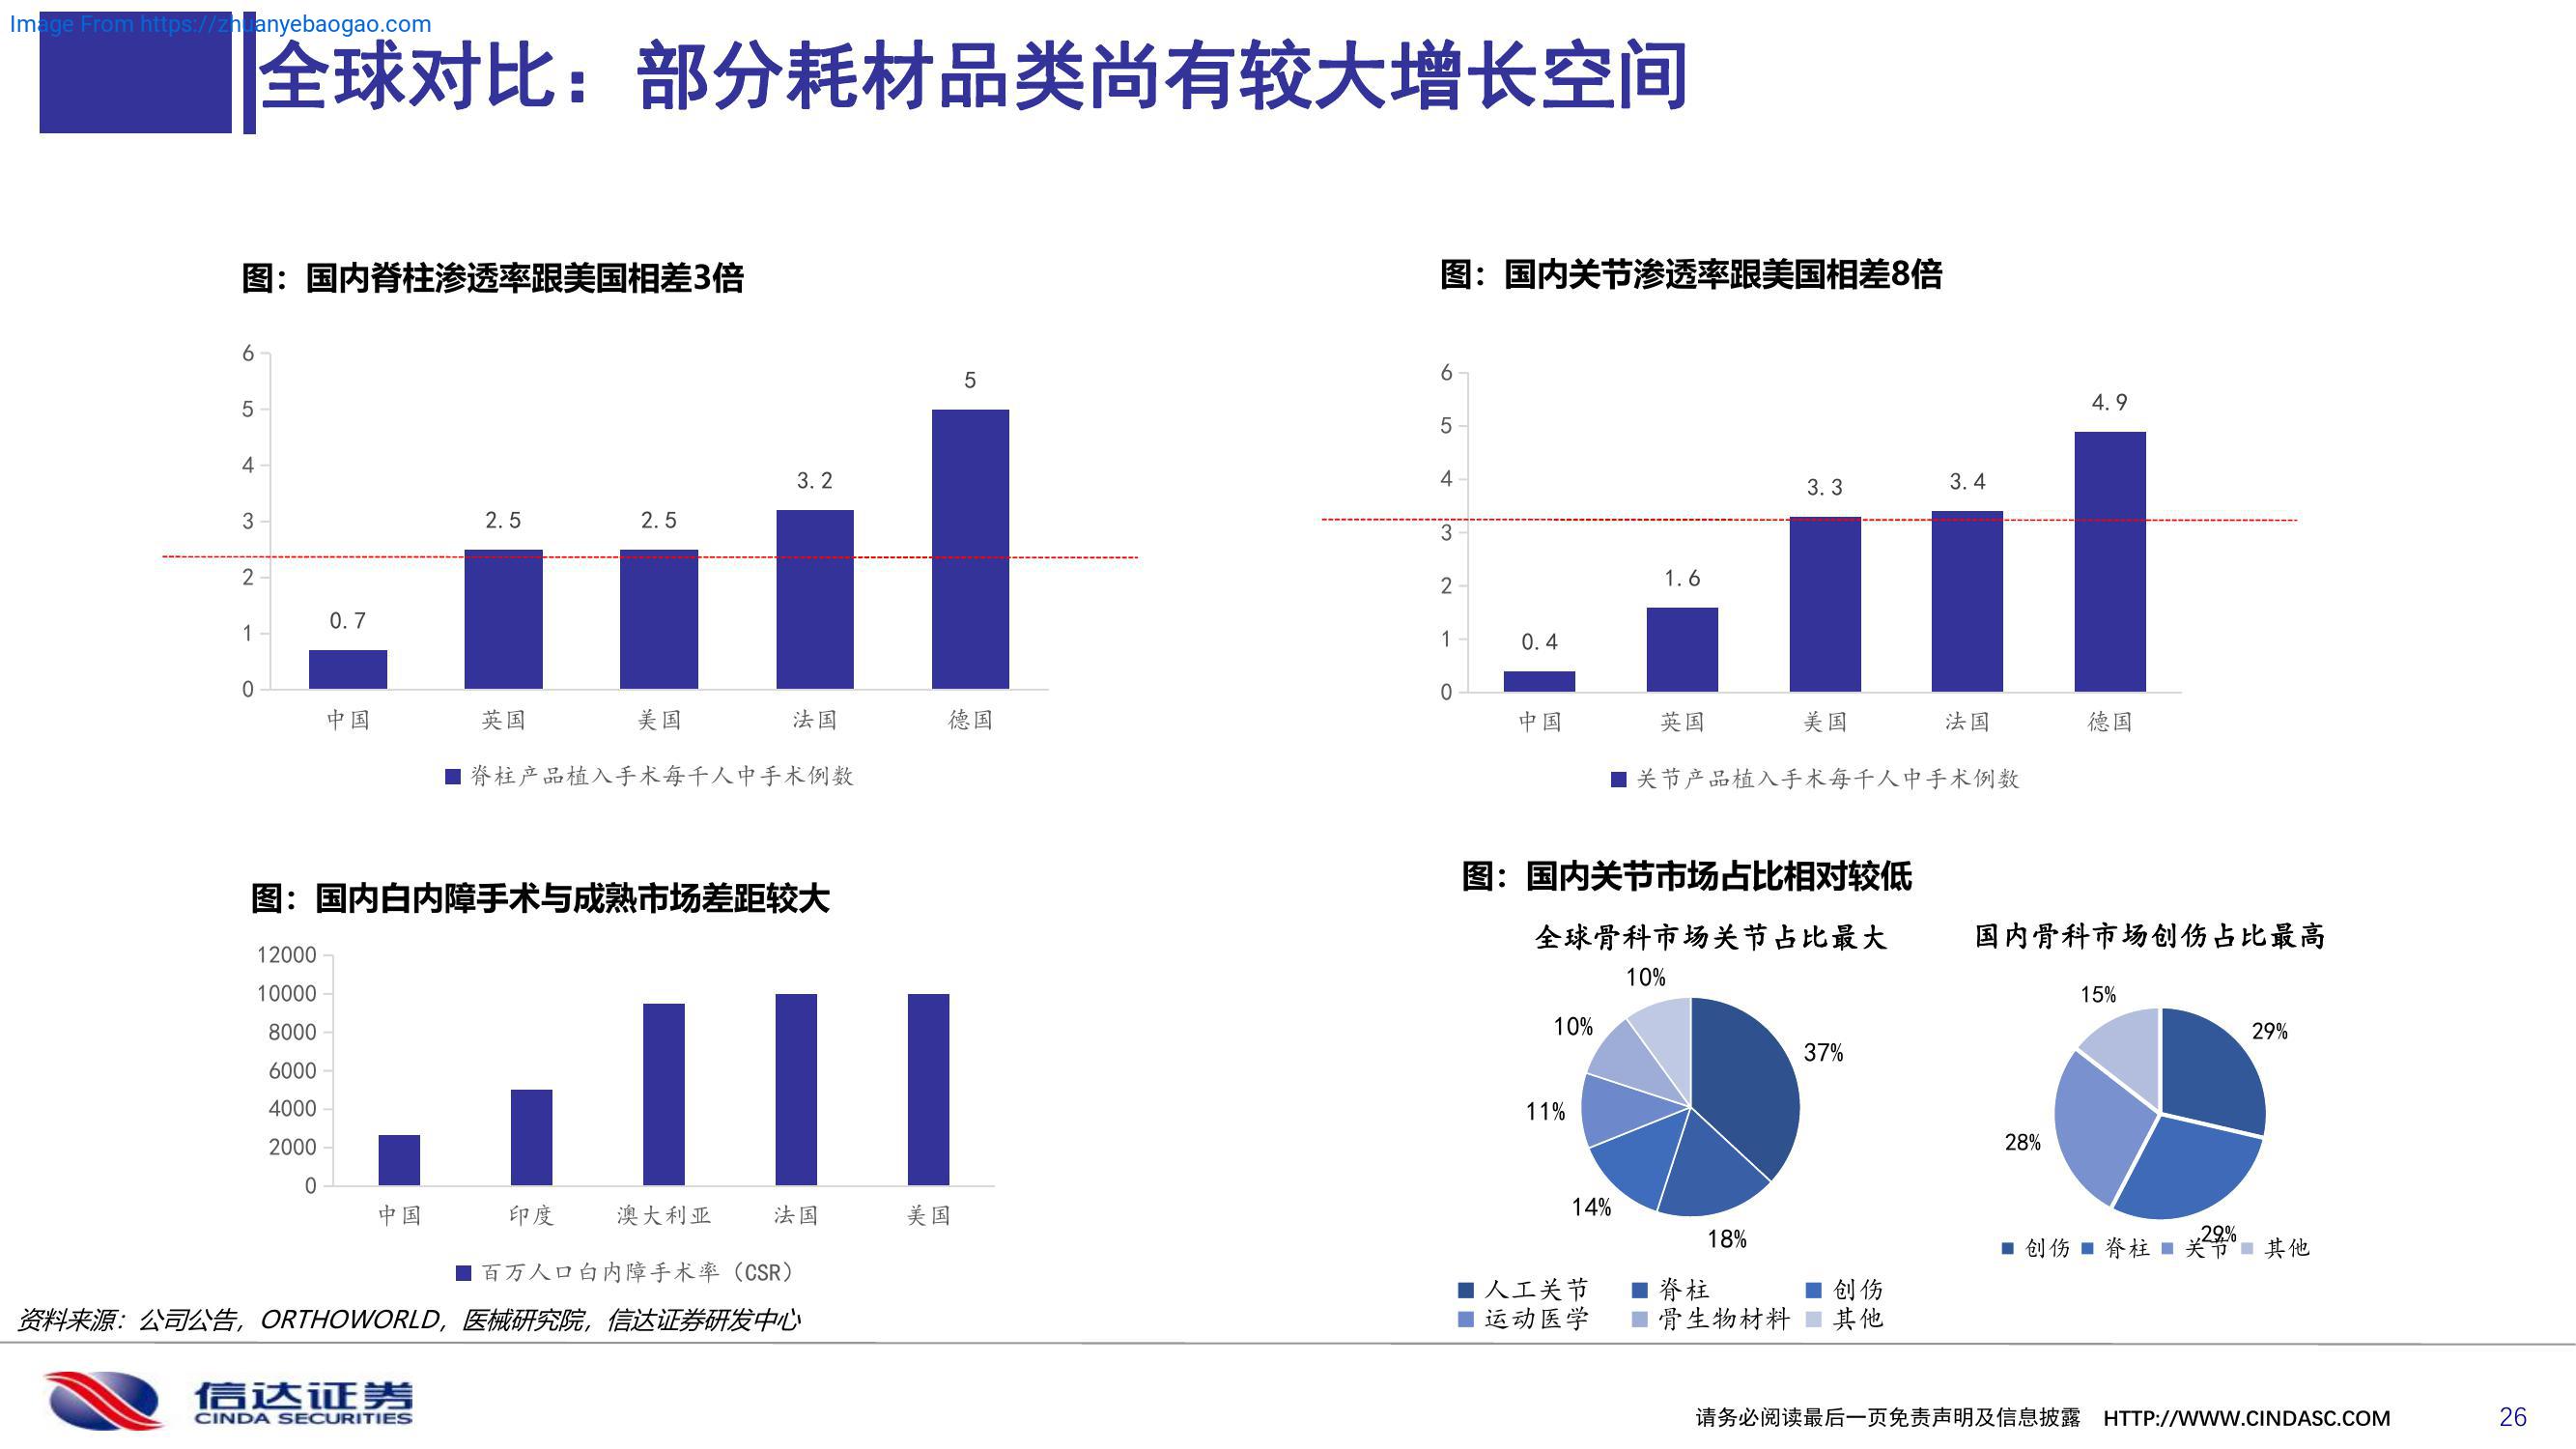 Image From https://zhuanyebaogao.com
全球对比：部分耗材品类尚有较大增长空间
图：国内脊柱渗透率跟美国相差3倍
6
5
4
3
2
1
0
0.7
2.5
2.5
3.2
5
中国 英国 美国 法国 德国
脊柱产品植入手术每千人中手术例数
图：国内关节渗透率跟美国相差8倍
6
5
4
3
2
1
0
0.4
1.6
3.3
3.4
4.9
中国 英国 美国 法国 德国
关节产品植入手术每千人中手术例数
图：国内白内障手术与成熟市场差距较大
12000
10000
8000
6000
4000
2000
0
中国 印度 澳大利亚 法国 美国
百万人口白内障手术率（CSR）
图：国内关节市场占比相对较低
全球骨科市场关节占比最大
37%
18%
14%
11%
10%
10%
人工关节 脊柱 创伤
运动医学 骨生物材料 其他
国内骨科市场创伤占比最高
29%
29%
28%
15%
创伤 脊柱 关节 其他
资料来源：公司公告，ORTHOWORLD，医械研究院，信达证券研发中心
信达证券
CINDA SECURITIES
请务必阅读最后一页免责声明及信息披露 HTTP://WWW.CINDASC.COM 26